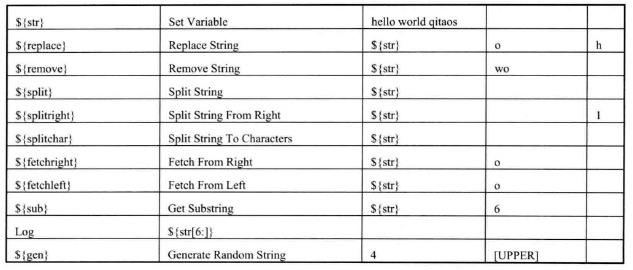 ${str} Set Variable hello world qitaos
${replace} Replace String ${str} o h
${remove} Remove String ${str} wo
${split} Split String ${str}
${splitright} Split String From Right ${str} 1
${splitchar} Split String To Characters ${str}
${fetchright} Fetch From Right ${str} o
${fetchleft} Fetch From Left ${str} o
${sub} Get Substring ${str} 6
Log ${str[6:]}
${gen} Generate Random String 4 [UPPER]